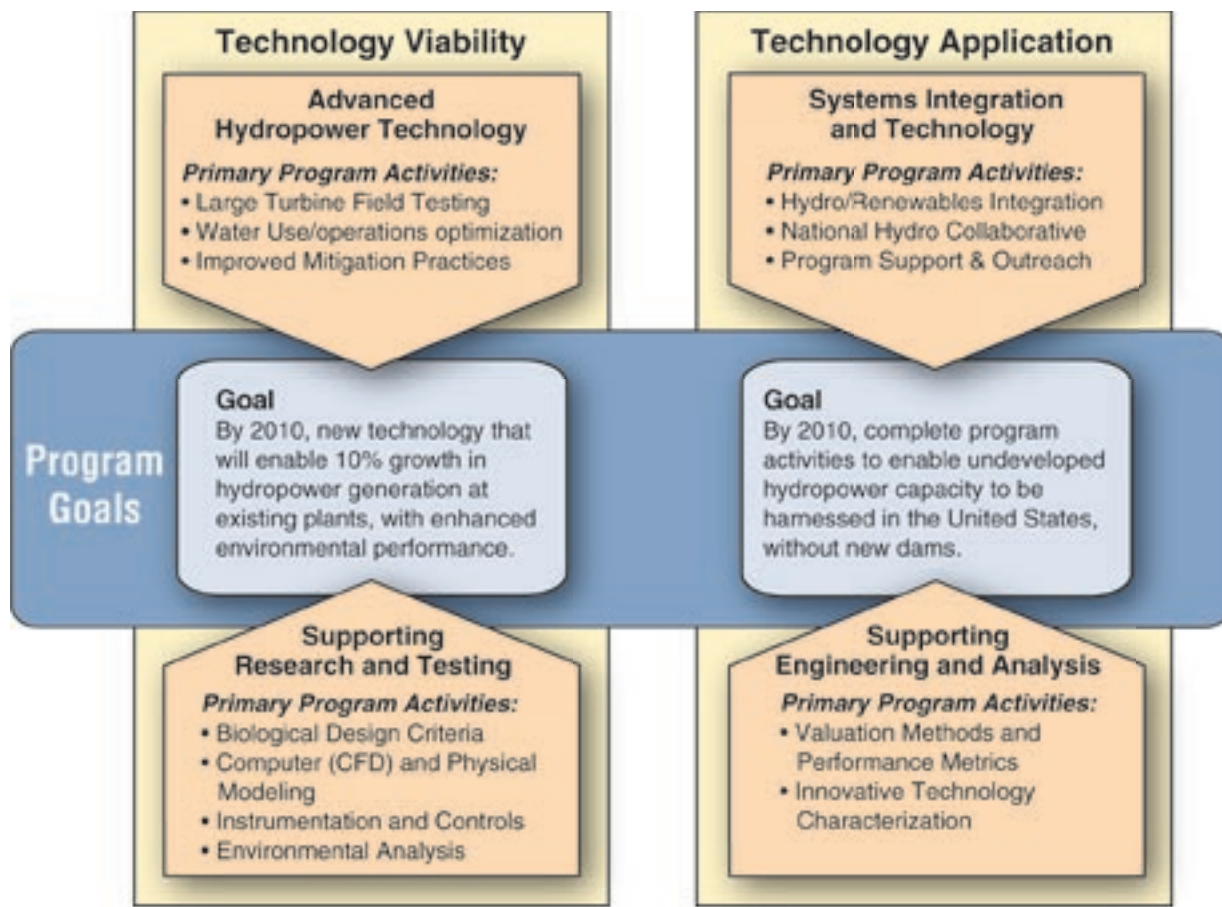 Technology Viability
Advanced
Hydropower Technology
Primary Program Activities:
• Large Turbine Field Testing
• Water Use/operations optimization
• Improved Mitigation Practices
Technology Application
Systems Integration
and Technology
Primary Program Activities:
• Hydro/Renewables Integration
• National Hydro Collaborative
• Program Support & Outreach
Program
Goals
Goal
By 2010, new technology that
will enable 10% growth in
hydropower generation at
existing plants, with enhanced
environmental performance.
Goal
By 2010, complete program
activities to enable undeveloped
hydropower capacity to be
harnessed in the United States,
without new dams.
Supporting
Research and Testing
Primary Program Activities:
• Biological Design Criteria
• Computer (CFD) and Physical
Modeling
• Instrumentation and Controls
• Environmental Analysis
Supporting
Engineering and Analysis
Primary Program Activities:
• Valuation Methods and
Performance Metrics
• Innovative Technology
Characterization